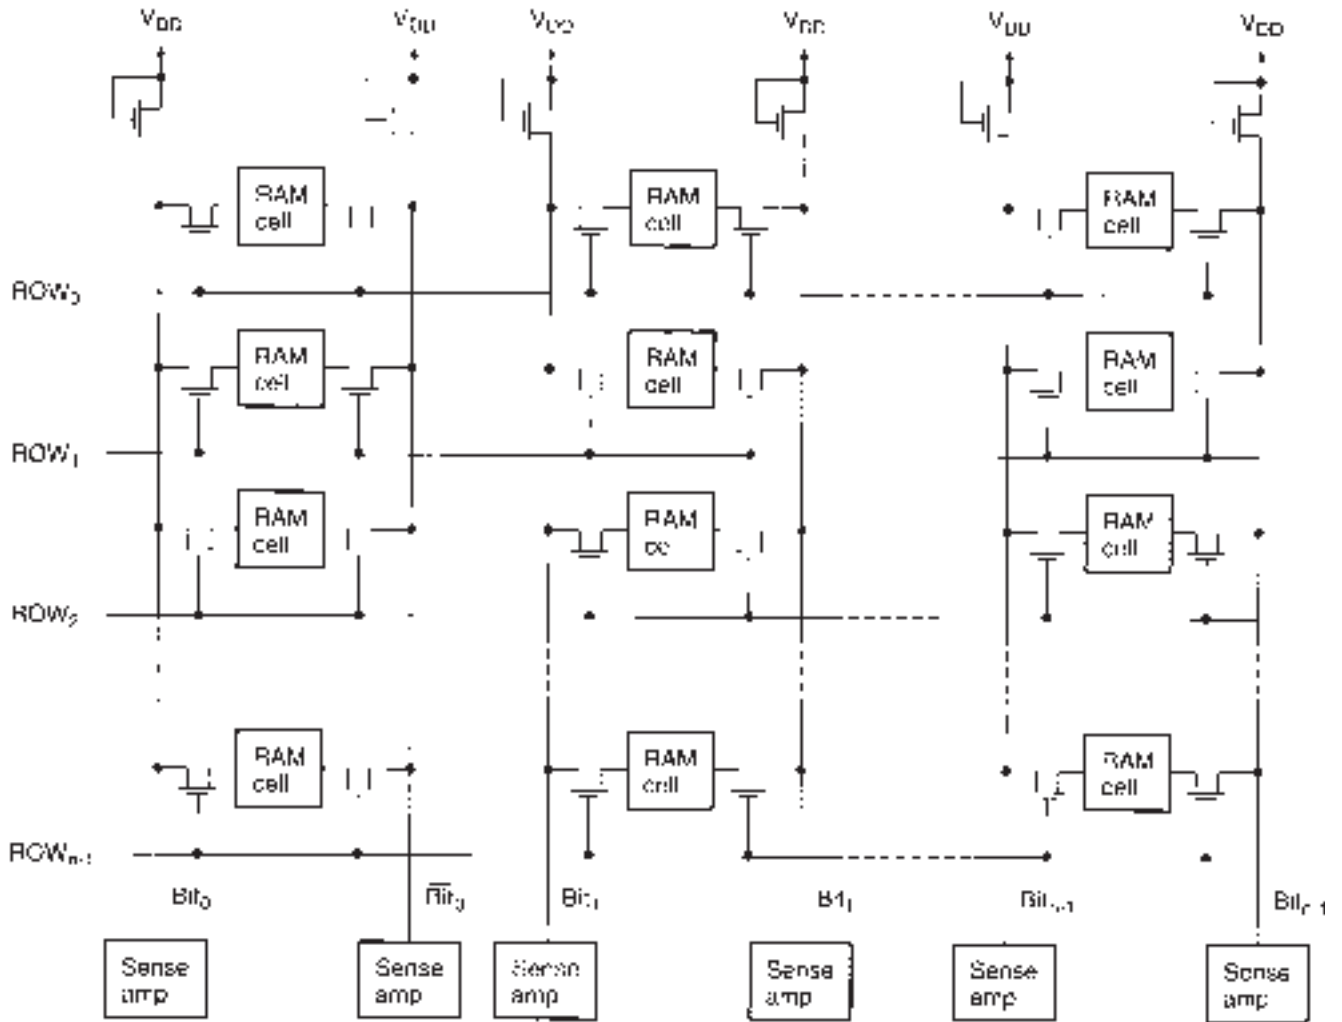 V_DD V_DD V_DD V_DD V_DD V_DD
RAM cell RAM cell RAM cell
ROW_0
RAM cell RAM cell RAM cell
ROW_1
RAM cell RAM RAM cell
ROW_2
RAM cell RAM cell RAM cell
ROW_n-1
Bit_0 Bit_0 Bit_1 Bit_1 Bit_n-1 Bit_n-1
Sense amp Sense amp Sense amp Sense amp Sense amp Sense amp